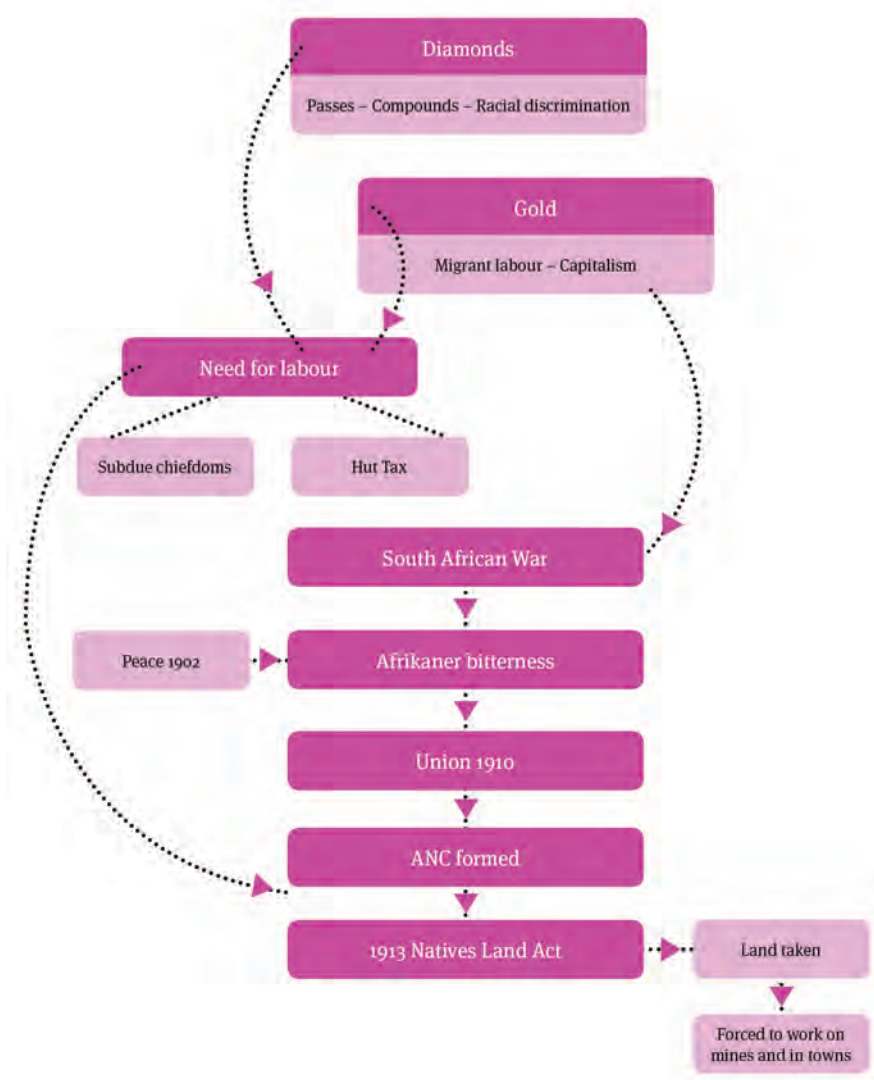 Diamonds
Passes – Compounds – Racial discrimination
Gold
Migrant labour – Capitalism
Need for labour
Subdue chiefdoms
Hut Tax
South African War
Peace 1902
Afrikaner bitterness
Union 1910
ANC formed
1913 Natives Land Act
Land taken
Forced to work on
mines and in towns